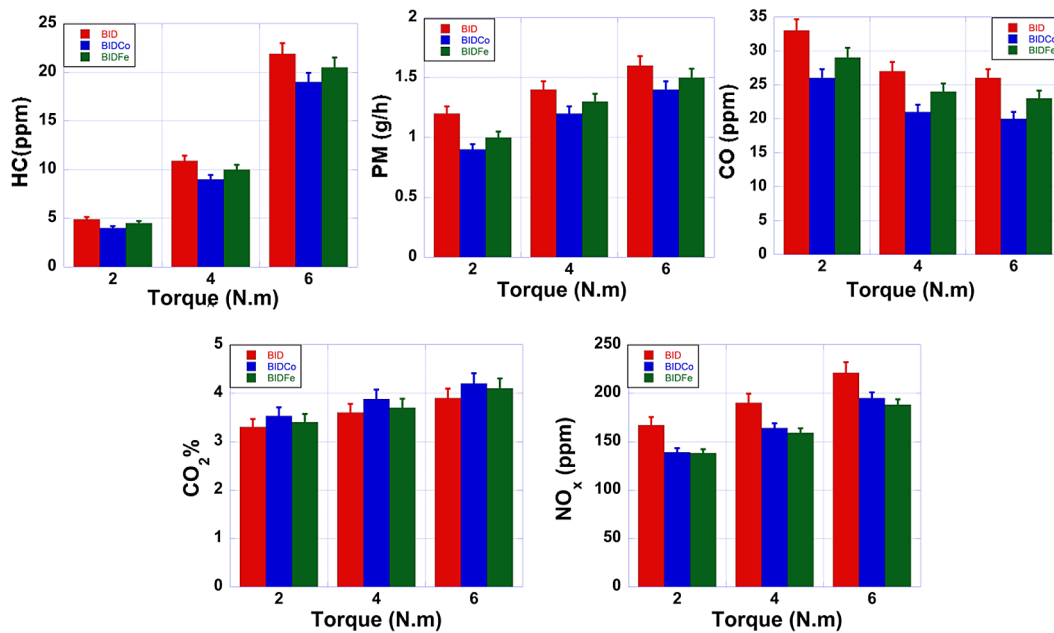 25
20
15
10
5
0
HC(ppm)
BID
BIDCo
BIDFe
2 4 6
Torque (N.m)
2
1.5
1
0.5
0
PM (g/h)
BID
BIDCo
BIDFe
2 4 6
Torque (N.m)
35
30
25
20
15
10
5
0
CO (ppm)
BID
BIDCo
BIDFe
2 4 6
Torque (N.m)
5
4
3
2
1
0
CO2%
BID
BIDCo
BIDFe
2 4 6
Torque (N.m)
250
200
150
100
50
0
NOx (ppm)
BID
BIDCo
BIDFe
2 4 6
Torque (N.m)